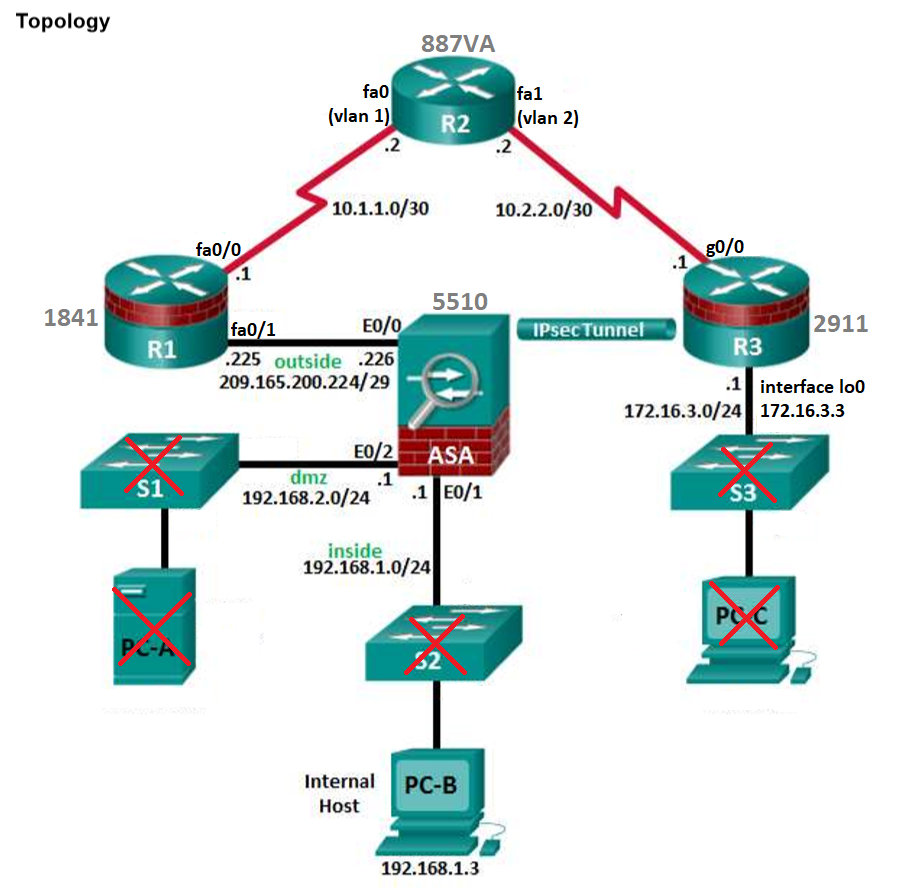 Topology
887VA
fa0
(vlan 1)
fa1
(vlan 2)
R2
.2
.2
10.1.1.0/30
10.2.2.0/30
fa0/0
.1
g0/0
.1
1841
R1
5510
IPsec Tunnel
2911
R3
fa0/1
E0/0
.225
outside
.226
209.165.200.224/29
.1
interface lo0
172.16.3.0/24
172.16.3.3
ASA
E0/2
S1
dmz
.1
192.168.2.0/24
.1
E0/1
S3
inside
192.168.1.0/24
PC-A
S2
PC-C
Internal
Host
PC-B
192.168.1.3